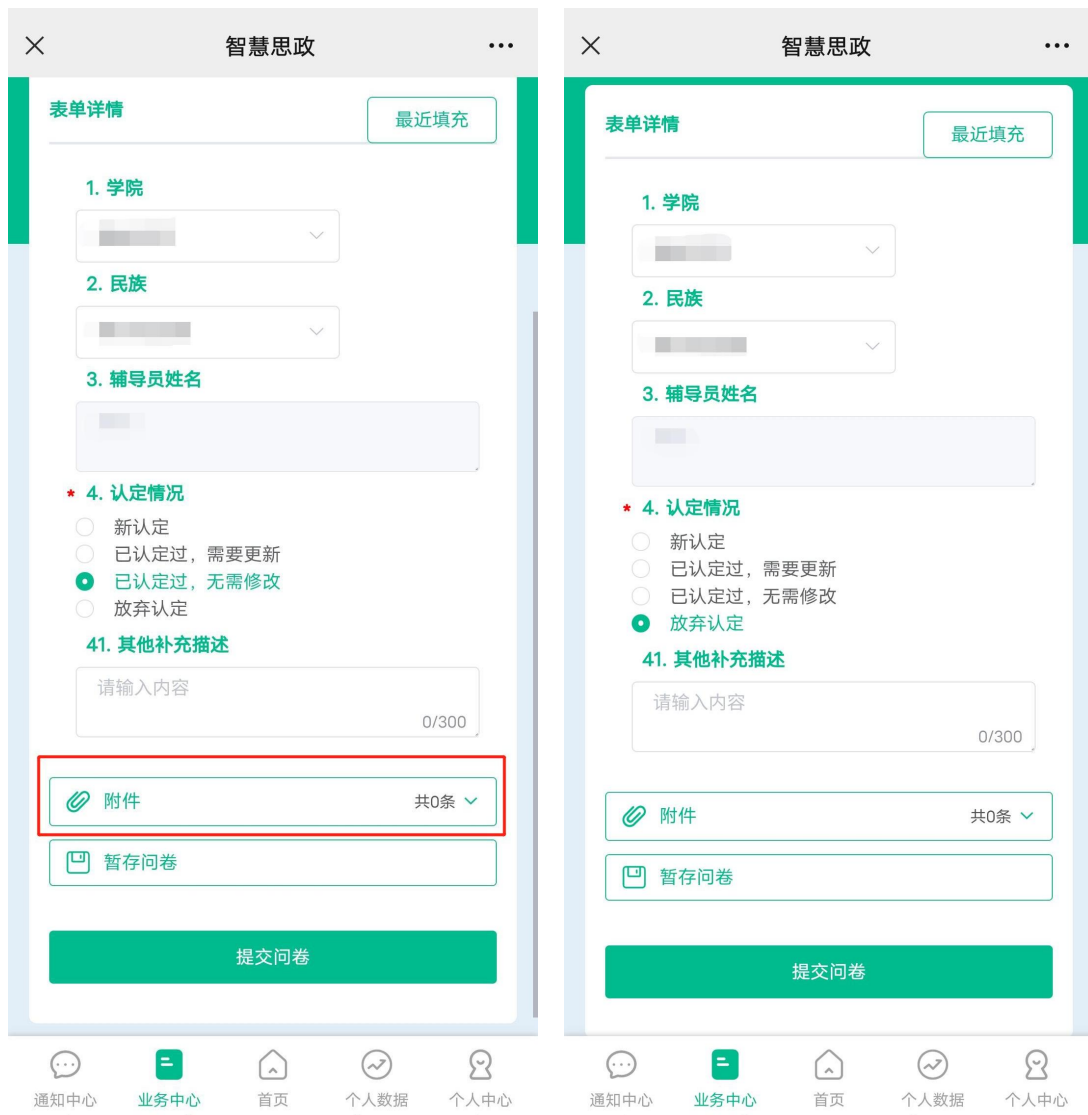 智慧思政
表单详情
最近填充
1. 学院
2. 民族
3. 辅导员姓名
* 4. 认定情况
新认定
已认定过，需要更新
已认定过，无需修改
放弃认定
41. 其他补充描述
请输入内容
0/300
附件 共0条
暂存问卷
提交问卷
通知中心 业务中心 首页 个人数据 个人中心
智慧思政
表单详情
最近填充
1. 学院
2. 民族
3. 辅导员姓名
* 4. 认定情况
新认定
已认定过，需要更新
已认定过，无需修改
放弃认定
41. 其他补充描述
请输入内容
0/300
附件 共0条
暂存问卷
提交问卷
通知中心 业务中心 首页 个人数据 个人中心